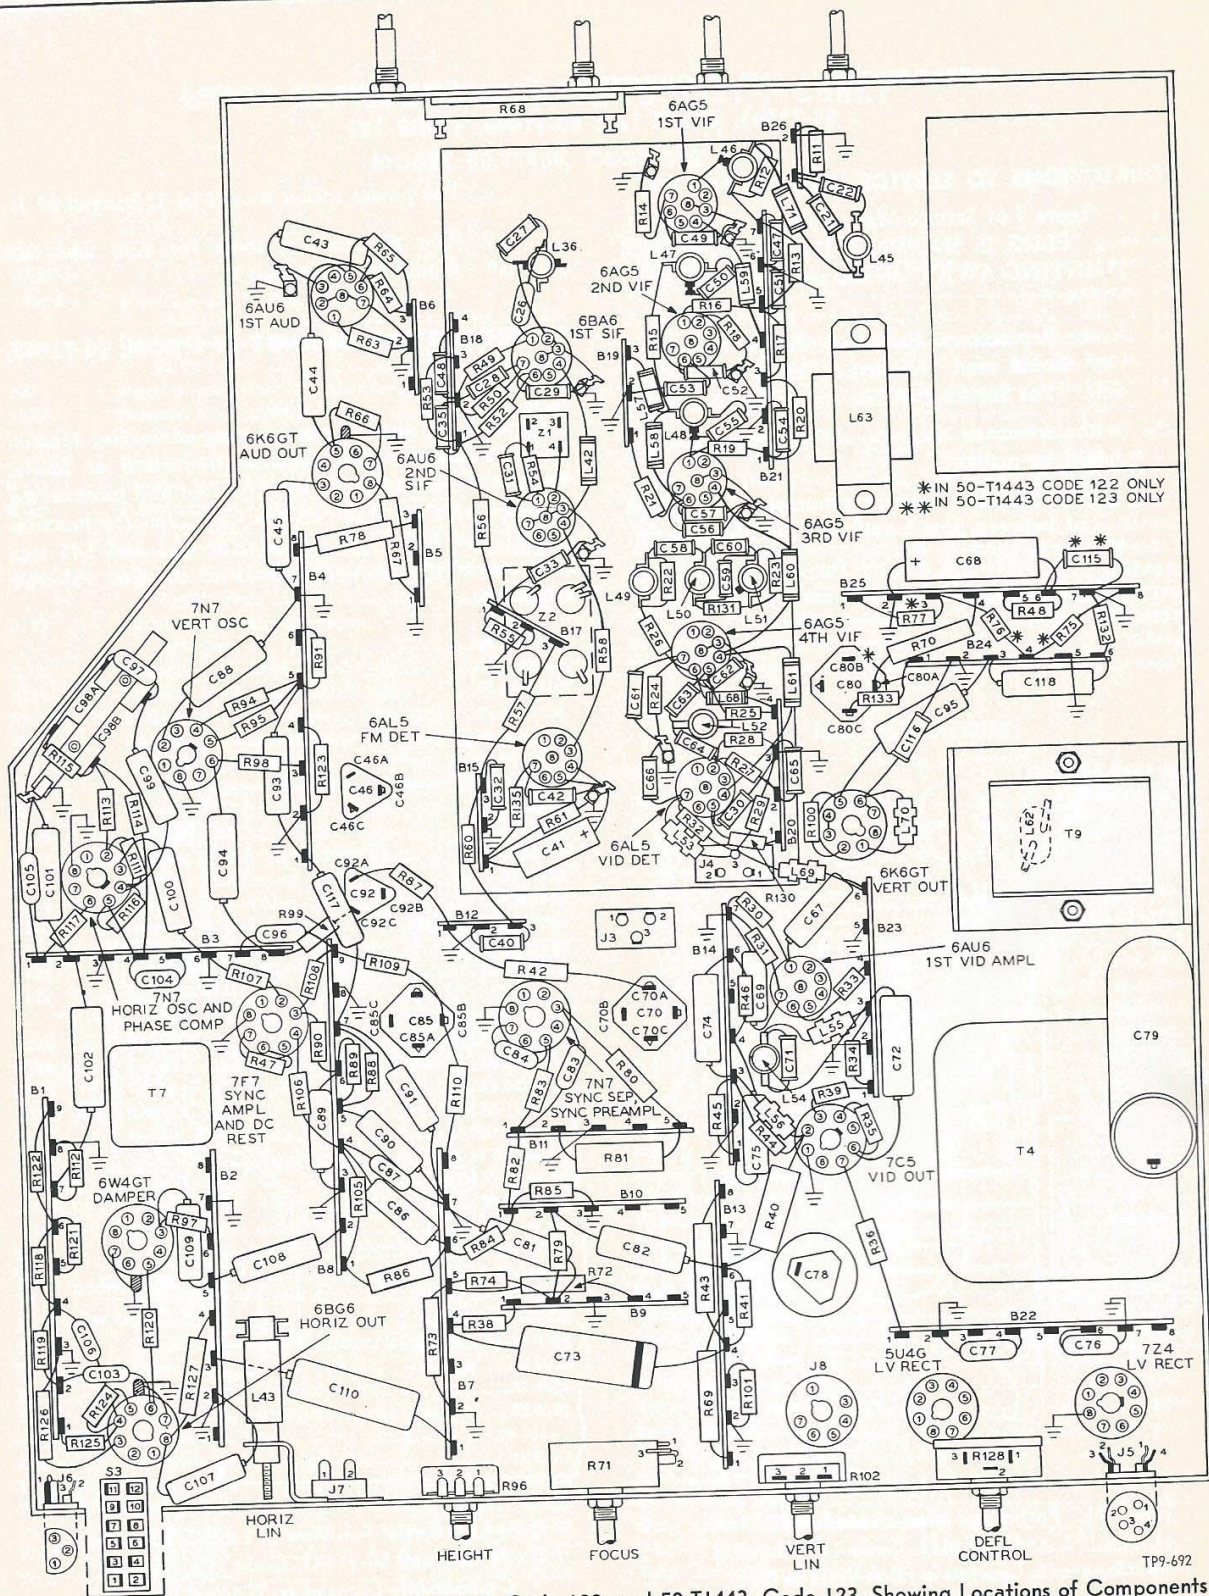 R68
6AG5
1ST VIF
B26
R11
L46
R12
C22
C21
L71
R14
C49
C43
R65
R64
C27
L36
L47
C47
R13
C51
C50
L59
L45
6AU6
1ST AUD
B6
R63
C26
6AG5
2ND VIF
R16
R18
R17
6BA6
1ST SIF
R15
B18
C48
R49
C28
R50
R52
R53
C35
C29
B19
C53
C52
L57
C44
R66
Z1
L48
C55
C54
R20
L63
L58
R19
B21
6K6GT
AUD OUT
6AU6
2ND
SIF
C31
R54
L42
R21
C57
C56
6AG5
3RD VIF
*IN 50-T1443 CODE 122 ONLY
**IN 50-T1443 CODE 123 ONLY
C45
R78
R67
B5
R56
C33
C58
C60
L49
R22
L50
C59
L51
R23
L60
R131
C68
C115
B25
R77
R48
R76
R75
R132
B4
7N7
VERT OSC
Z2
R55
B17
R58
R26
6AG5
4TH VIF
R70
B24
C80B
C80
C80A
C80C
R133
C118
C97
C98A
C98B
C88
R91
R94
R95
R57
C61
R24
C62
C63
L68
R25
L61
L52
C95
C116
R115
C99
R98
C93
R123
C46A
C46
C46B
C46C
6AL5
FM DET
B15
C32
R135
C42
R61
C41
R60
C64
R28
R27
C66
C65
C30
R29
R32
L53
B20
R100
L70
L62
T9
R113
R114
C94
6AL5
VID DET
J4
L69
R130
6K6GT
VERT OUT
C105
C101
R111
R116
R117
C100
C92A
C92
C92B
C92C
R87
C117
R99
C96
B3
C104
B12
C40
J3
R30
R31
C67
B23
B14
6AU6
1ST VID AMPL
7N7
HORIZ OSC AND
PHASE COMP
R107
R108
R109
R42
R46
C69
R33
C85C
C85
C85B
C85A
C70A
C70
C70B
C70C
C74
L55
C72
C79
C102
T7
R47
R90
R89
R88
C84
R83
C83
R80
L54
C71
R34
R39
7F7
SYNC
AMPL
AND DC
REST
R106
C89
C91
R110
7N7
SYNC SEP,
SYNC PREAMPL
L56
R44
R45
C75
R35
7C5
VID OUT
T4
B1
R122
R112
B2
C90
C87
R82
B11
R81
6W4GT
DAMPER
R97
C109
R105
C86
R85
B10
B13
R40
R36
R118
R121
C108
B8
R86
R84
C81
R79
C82
R43
C78
R74
R72
R41
6BG6
HORIZ OUT
R38
B9
B22
C77
C76
5U4G
LV RECT
7Z4
LV RECT
R119
C106
R120
C103
R127
R73
C73
J8
R126
R124
L43
C110
B7
R69
R101
R125
J6
S3
C107
J7
R96
R71
R102
R128
J5
HORIZ
LIN
HEIGHT
FOCUS
VERT
LIN
DEFL
CONTROL
TP9-692
Showing Locations of Components